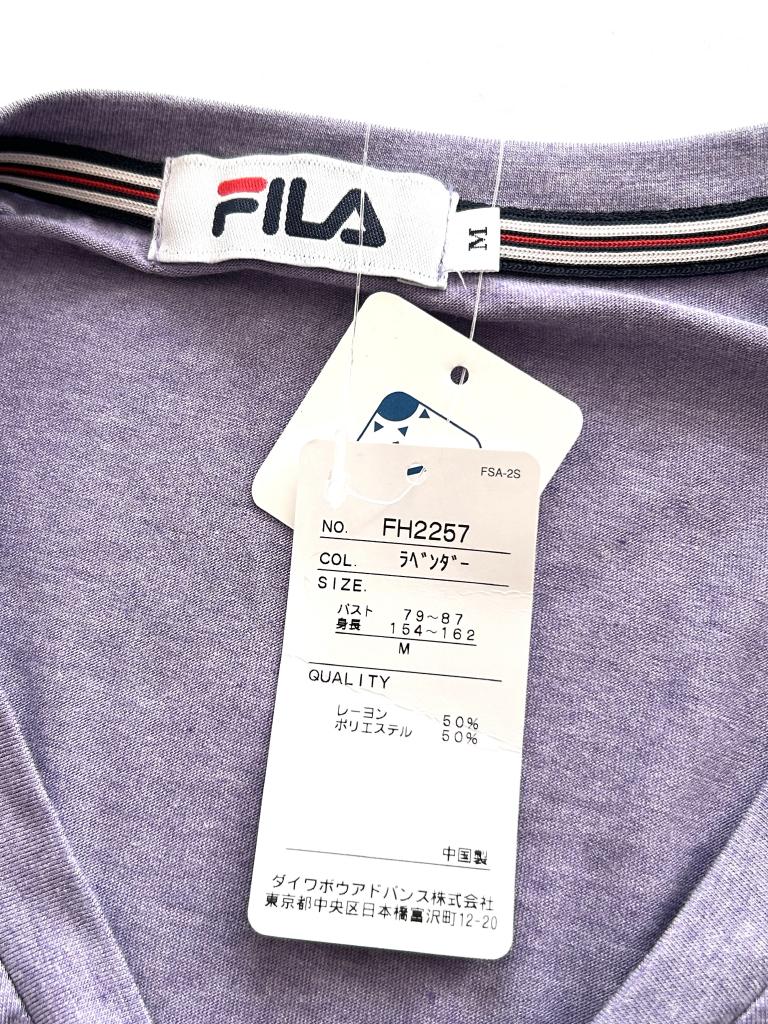 FILA
M
FSA-2S
NO. FH2257
COL. ﾗﾍﾞﾝﾀﾞｰ
SIZE.
バスト 79～87
身長 154～162
M
QUALITY
レーヨン 50%
ポリエステル 50%
中国製
ダイワボウアドバンス株式会社
東京都中央区日本橋富沢町12-20